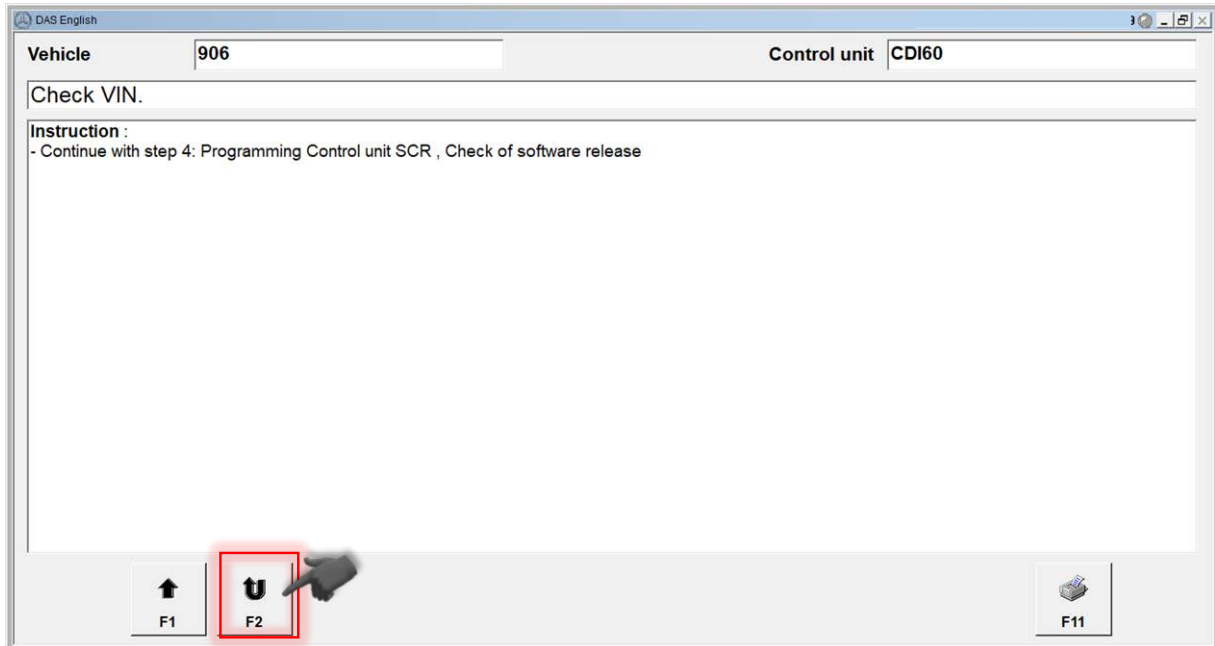 DAS English
Vehicle 906 Control unit CDI60
Check VIN.
Instruction :
- Continue with step 4: Programming Control unit SCR , Check of software release
F1 F2 F11